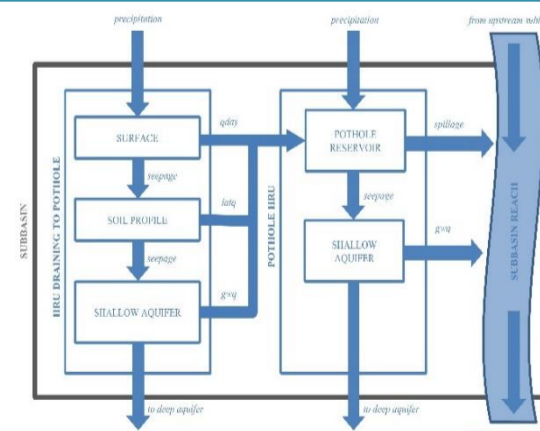 precipitation
precipitation
from upstream
SUBBASIN
HRU DRAINING TO POTHOLE
SURFACE
qday
seepage
SOIL PROFILE
latq
seepage
SHALLOW AQUIFER
gwq
to deep aquifer
POTHOLE HRU
POTHOLE
RESERVOIR
spillage
seepage
SHALLOW
AQUIFER
gwq
to deep aquifer
SUBBASIN REACH